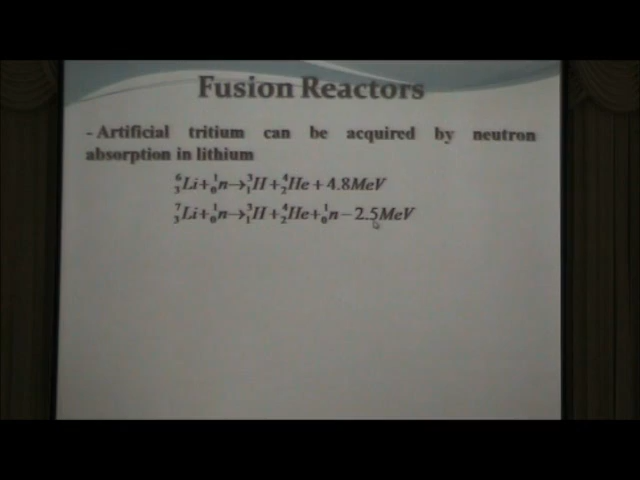 Fusion Reactors
- Artificial tritium can be acquired by neutron
absorption in lithium
⁶₃Li+¹₀n→³₁H+⁴₂He+4.8MeV
⁷₃Li+¹₀n→³₁H+⁴₂He+¹₀n−2.5MeV